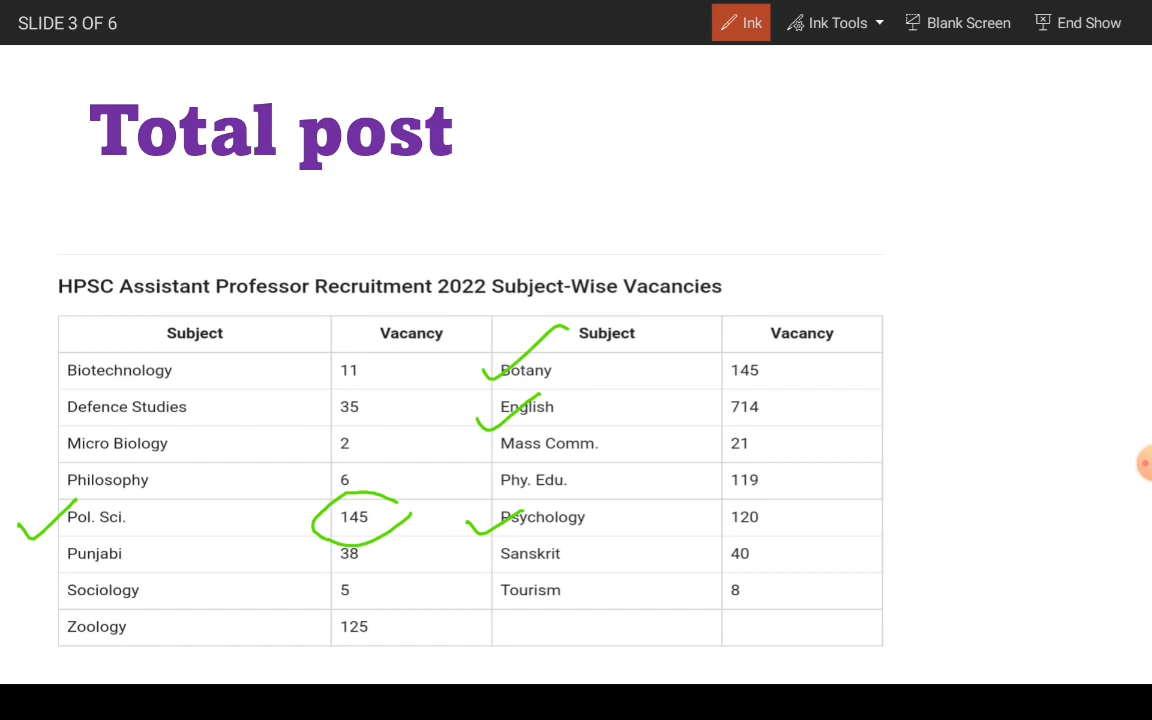 SLIDE 3 OF 6 Ink Ink Tools Blank Screen End Show
Total post
HPSC Assistant Professor Recruitment 2022 Subject-Wise Vacancies
Subject Vacancy Subject Vacancy
Biotechnology 11 Botany 145
Defence Studies 35 English 714
Micro Biology 2 Mass Comm. 21
Philosophy 6 Phy. Edu. 119
Pol. Sci. 145 Psychology 120
Punjabi 38 Sanskrit 40
Sociology 5 Tourism 8
Zoology 125